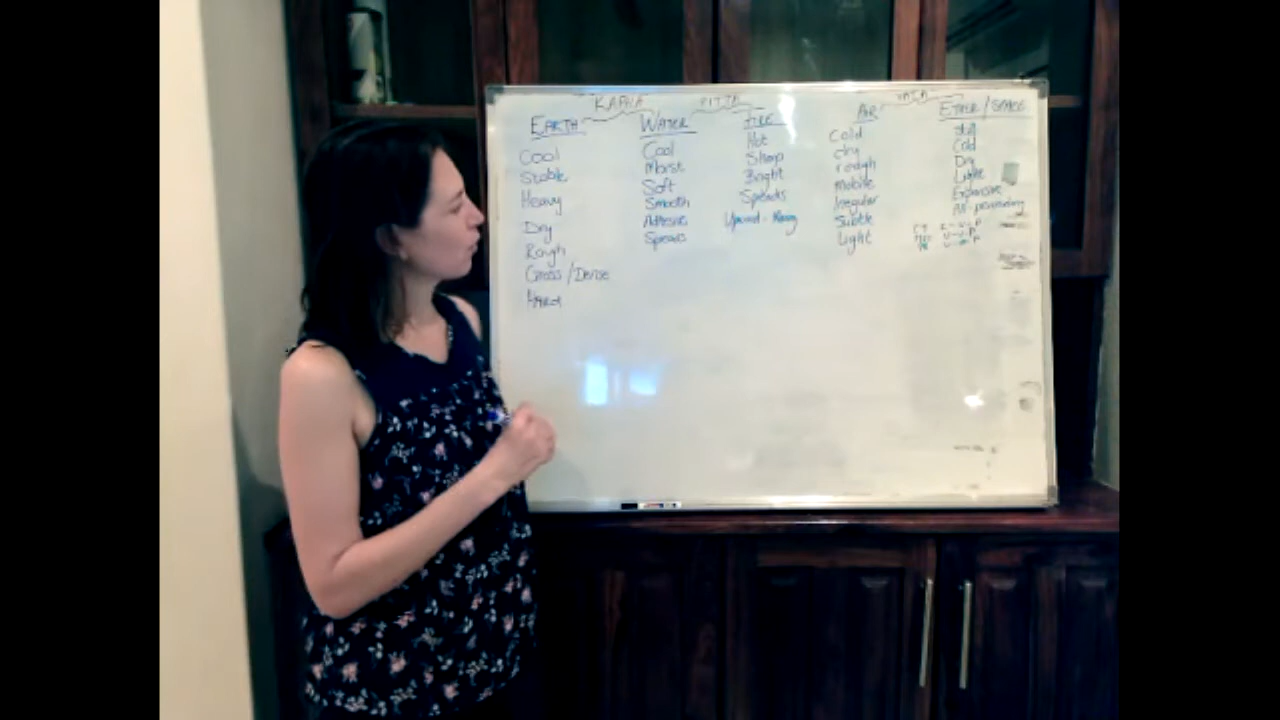 KAPHA PITTA VATA
EARTH WATER FIRE AIR ETHER/SPACE
Cool Cool Hot Cold still
Stable Moist Sharp dry Cold
Heavy Soft Bright rough Dry
Dry Smooth Spreads Mobile Light
Rough Adhesive Upward-Rising Irregular Expansive
Gross/Dense Spreads Subtle All-pervading
Hard Light